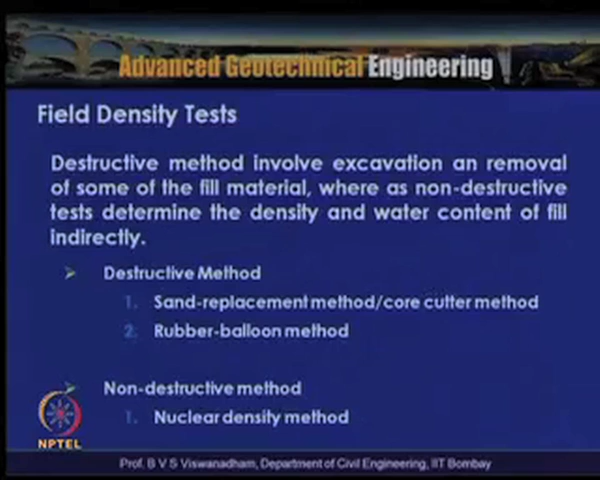 Advanced Geotechnical Engineering
Field Density Tests
Destructive method involve excavation an removal
of some of the fill material, where as non-destructive
tests determine the density and water content of fill
indirectly.
Destructive Method
1. Sand-replacement method/core cutter method
2. Rubber-balloon method
Non-destructive method
1. Nuclear density method
NPTEL
Prof. B V S Viswanadham, Department of Civil Engineering, IIT Bombay